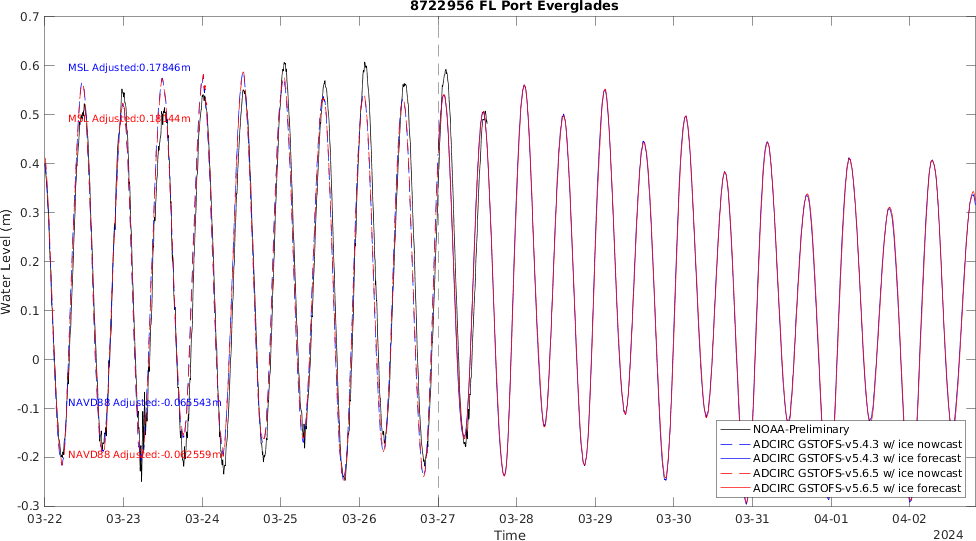 8722956 FL Port Everglades
0.7
0.6
0.5
0.4
0.3
0.2
0.1
0
-0.1
-0.2
-0.3
Water Level (m)
MSL Adjusted:0.17846m
NAVD88 Adjusted:-0.065543m
NAVD88 Adjusted:-0.062559m
NOAA-Preliminary
ADCIRC GSTOFS-v5.4.3 w/ ice nowcast
ADCIRC GSTOFS-v5.4.3 w/ ice forecast
ADCIRC GSTOFS-v5.6.5 w/ ice nowcast
ADCIRC GSTOFS-v5.6.5 w/ ice forecast
03-22 03-23 03-24 03-25 03-26 03-27 03-28 03-29 03-30 03-31 04-01 04-02
Time
2024